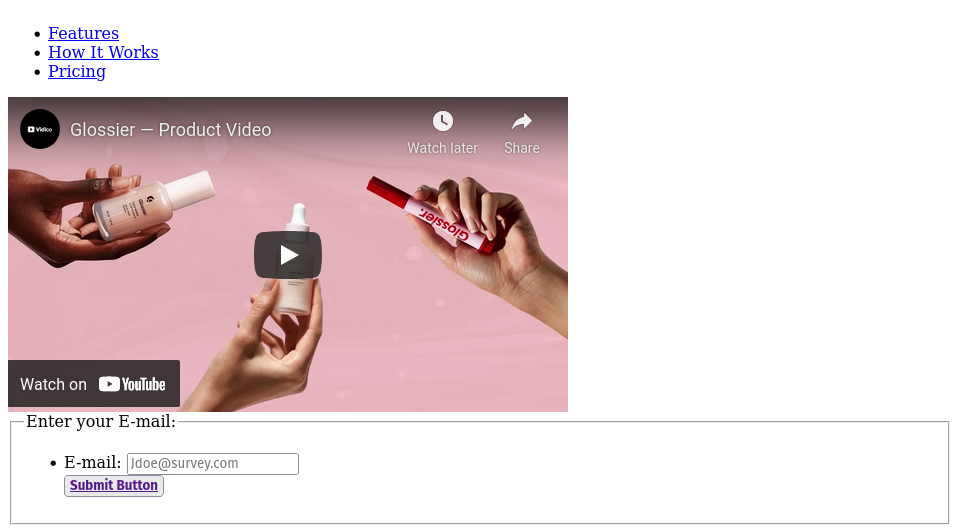 Features
How It Works
Pricing
Vidico
Glossier — Product Video
Watch later
Share
Glossier.
Glossier.
Watch on YouTube
Enter your E-mail:
E-mail: Jdoe@survey.com
Submit Button